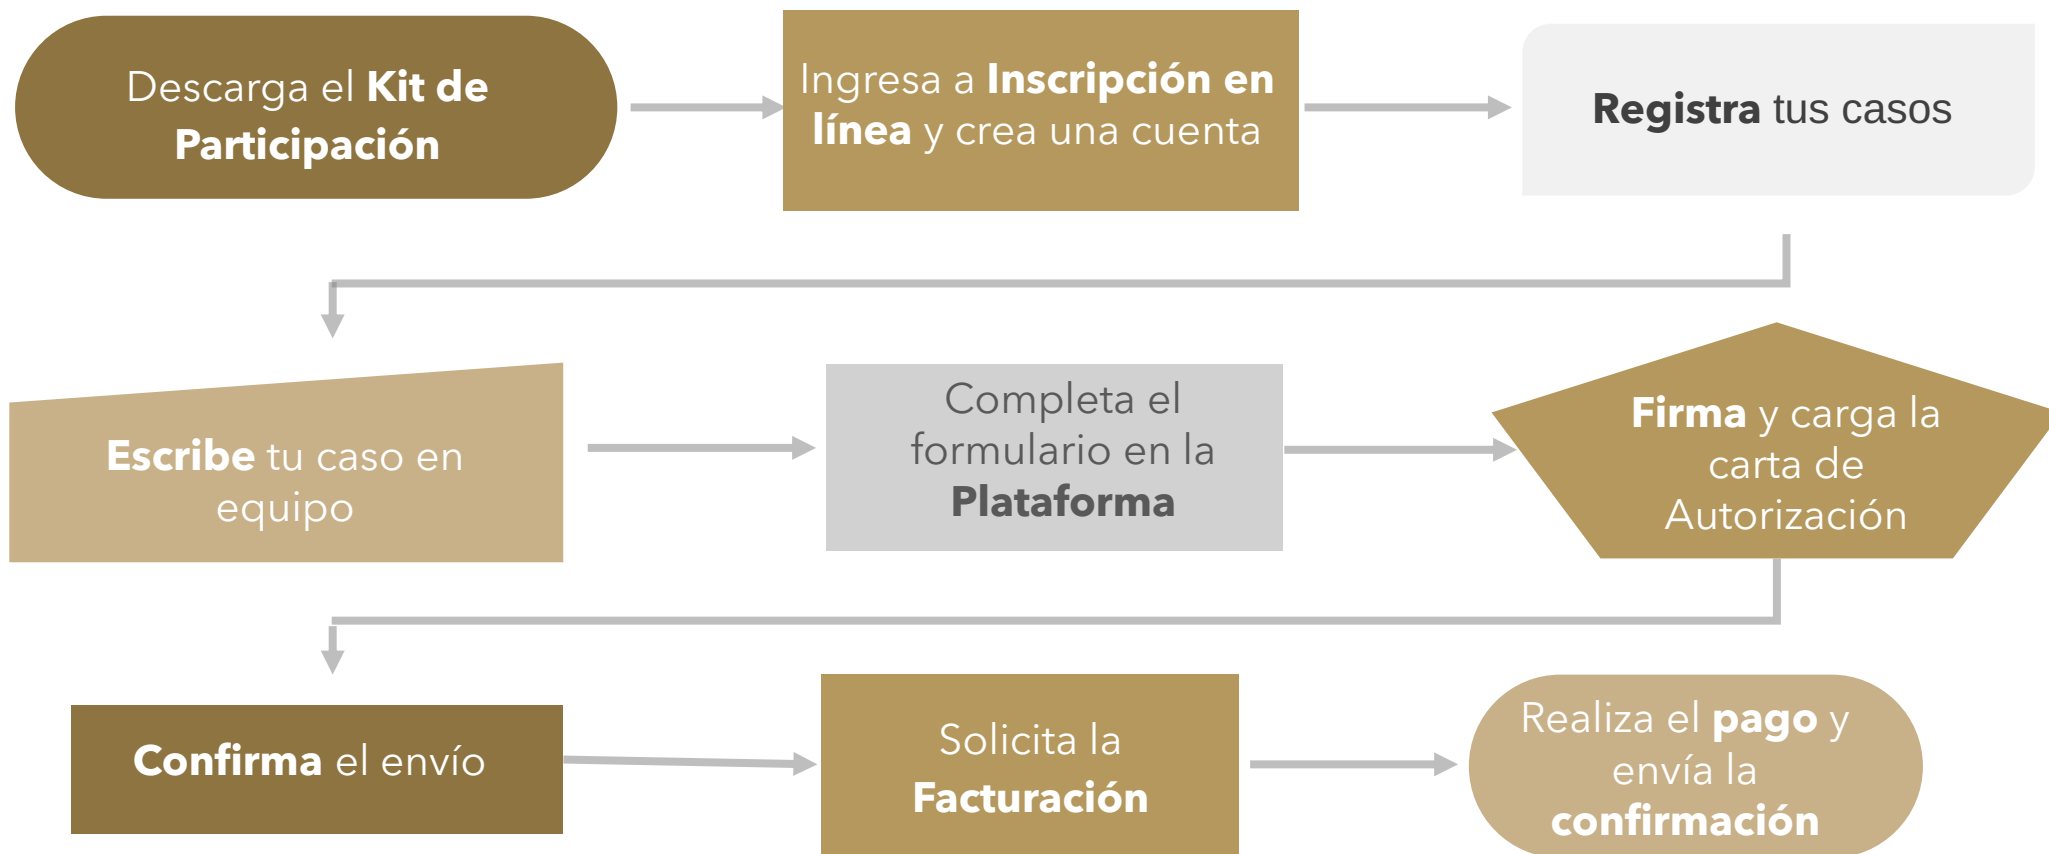 Descarga el Kit de
Participación
Ingresa a Inscripción en
línea y crea una cuenta
Registra tus casos
Escribe tu caso en
equipo
Completa el
formulario en la
Plataforma
Firma y carga la
carta de
Autorización
Confirma el envío
Solicita la
Facturación
Realiza el pago y
envía la
confirmación